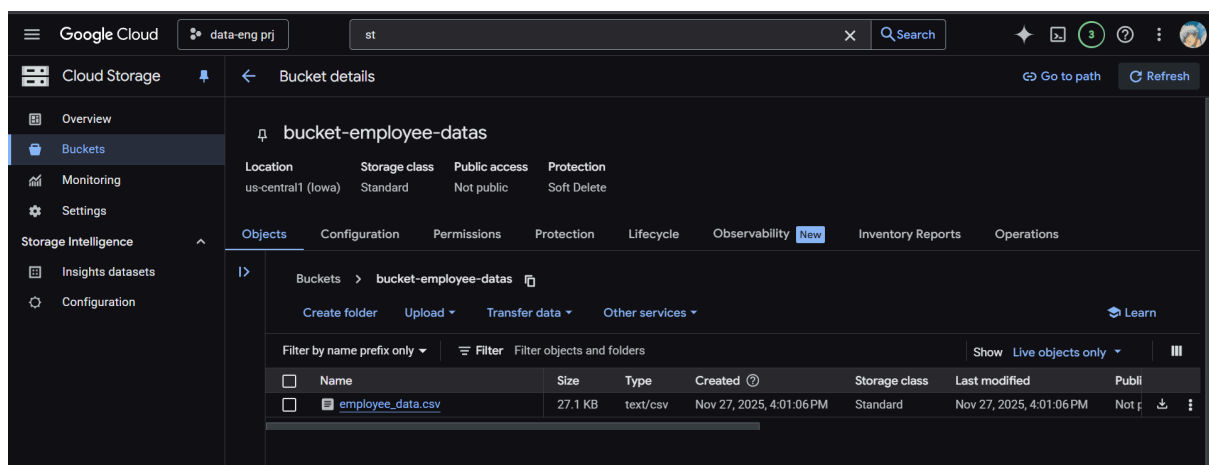 Google Cloud data-eng prj st Search 3
Cloud Storage Bucket details Go to path Refresh
Overview
Buckets
Monitoring
Settings
Storage Intelligence
Insights datasets
Configuration
bucket-employee-datas
Location Storage class Public access Protection
us-central1 (Iowa) Standard Not public Soft Delete
Objects Configuration Permissions Protection Lifecycle Observability New Inventory Reports Operations
Buckets > bucket-employee-datas
Create folder Upload Transfer data Other services Learn
Filter by name prefix only Filter Filter objects and folders Show Live objects only
Name Size Type Created Storage class Last modified Publi
employee_data.csv 27.1 KB text/csv Nov 27, 2025, 4:01:06 PM Standard Nov 27, 2025, 4:01:06 PM Not